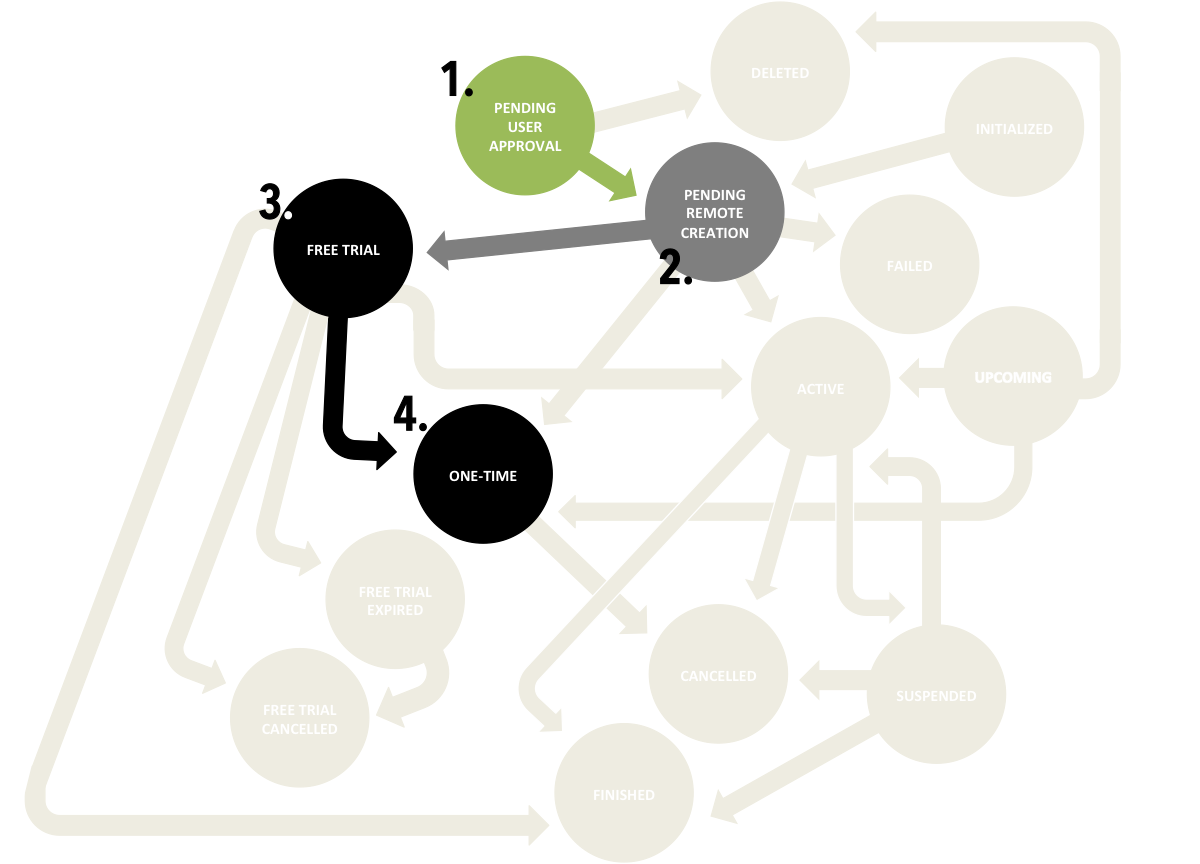 DELETED
1.
PENDING
USER
APPROVAL
INITIALIZED
3.
PENDING
REMOTE
CREATION
FREE TRIAL
2.
FAILED
UPCOMING
ACTIVE
4.
ONE-TIME
FREE TRIAL
EXPIRED
CANCELLED
SUSPENDED
FREE TRIAL
CANCELLED
FINISHED